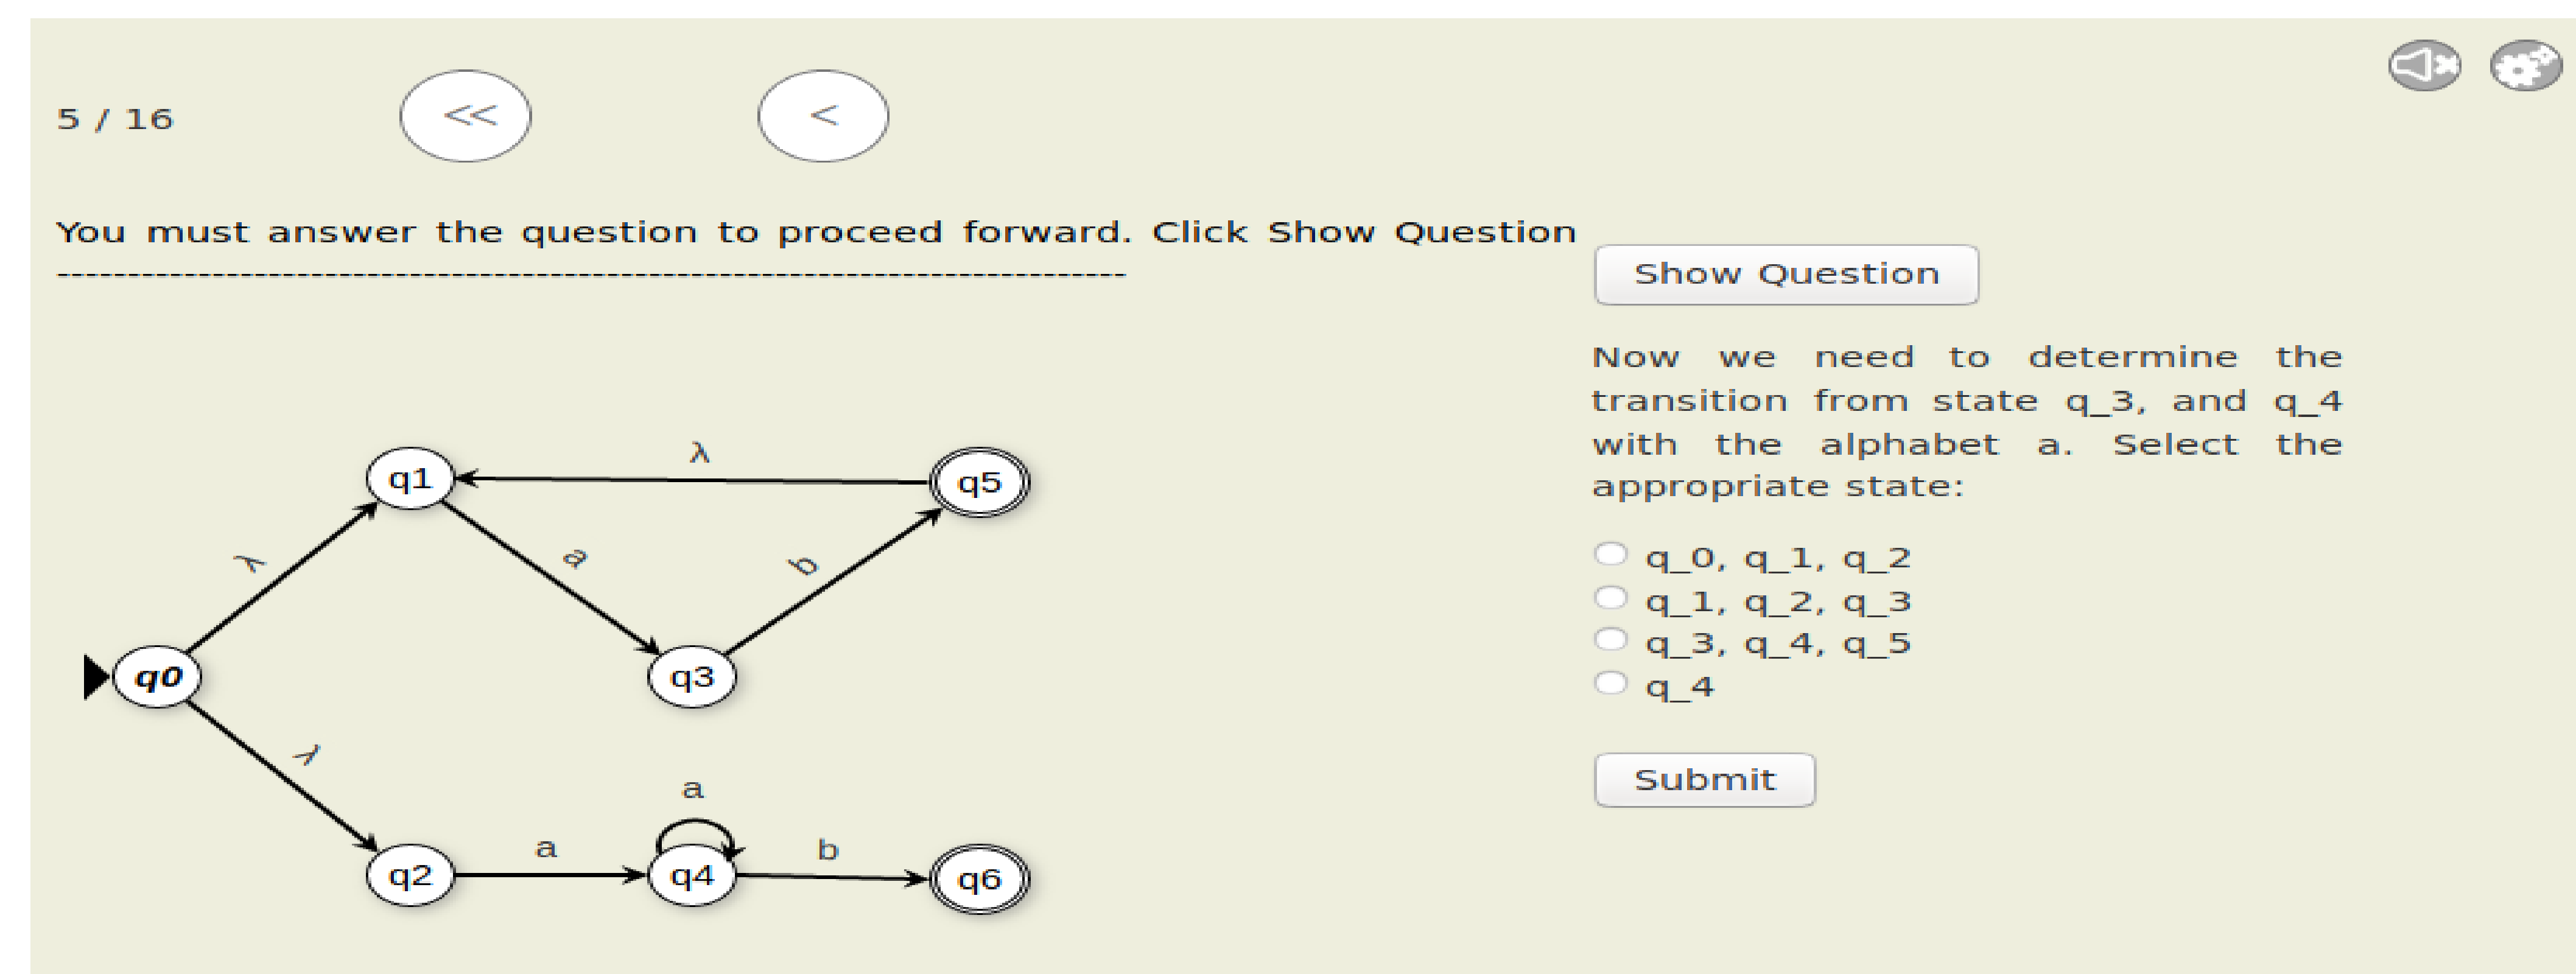 5 / 16
<<
<
You must answer the question to proceed forward. Click Show Question
--------------------------------------------------------------------------
Show Question
Now we need to determine the
transition from state q_3, and q_4
with the alphabet a. Select the
appropriate state:
q_0, q_1, q_2
q_1, q_2, q_3
q_3, q_4, q_5
q_4
Submit
λ
q1
q5
λ
a
b
q0
q3
λ
a
q2
a
q4
b
q6